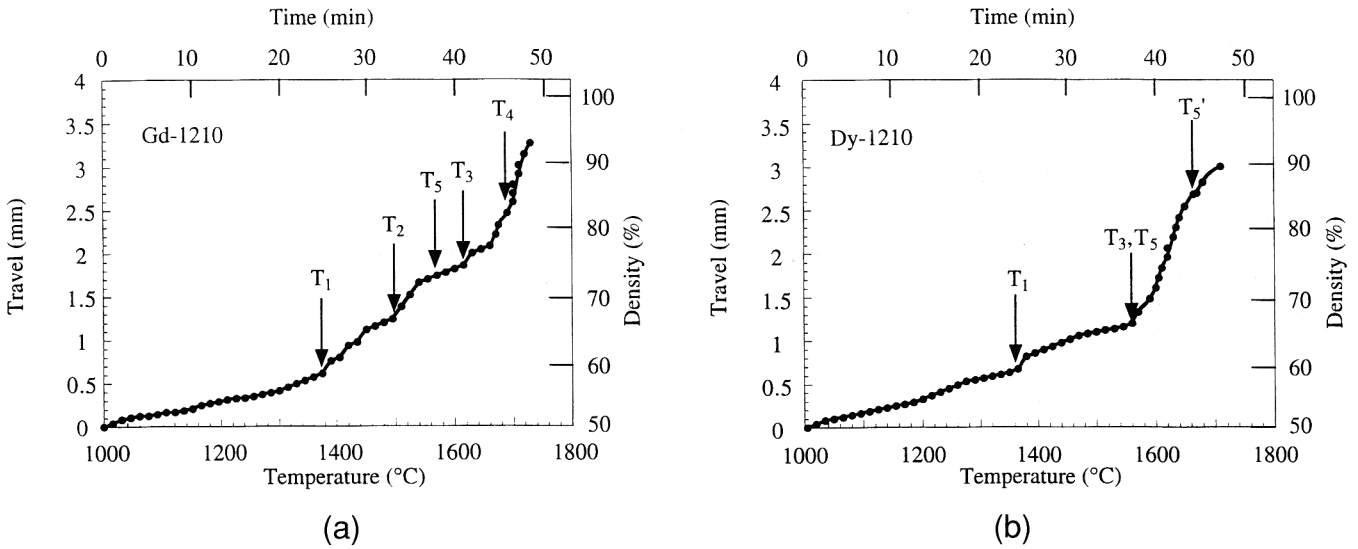 Time (min)
0 10 20 30 40 50
4
3.5
3
2.5
2
1.5
1
0.5
0
Travel (mm)
Gd-1210
T1
T2
T5
T3
T4
100
90
80
70
60
50
Density (%)
1000 1200 1400 1600 1800
Temperature (°C)
(a)
Time (min)
0 10 20 30 40 50
4
3.5
3
2.5
2
1.5
1
0.5
0
Travel (mm)
Dy-1210
T1
T3,T5
T5'
100
90
80
70
60
50
Density (%)
1000 1200 1400 1600 1800
Temperature (°C)
(b)